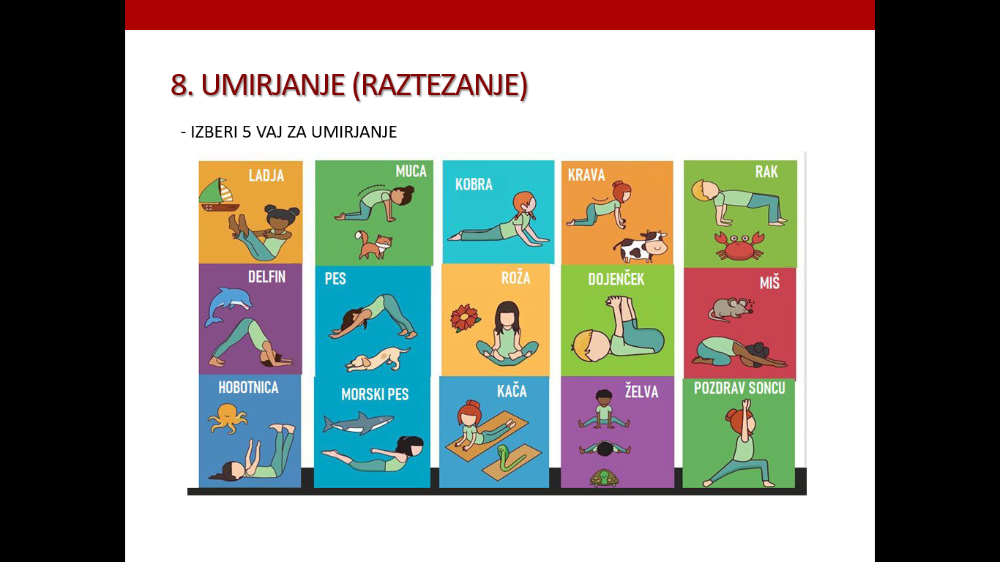 8. UMIRJANJE (RAZTEZANJE)
- IZBERI 5 VAJ ZA UMIRJANJE
LADJA
MUCA
KOBRA
KRAVA
RAK
DELFIN
PES
ROŽA
DOJENČEK
MIŠ
HOBOTNICA
MORSKI PES
KAČA
ŽELVA
POZDRAV SONCU